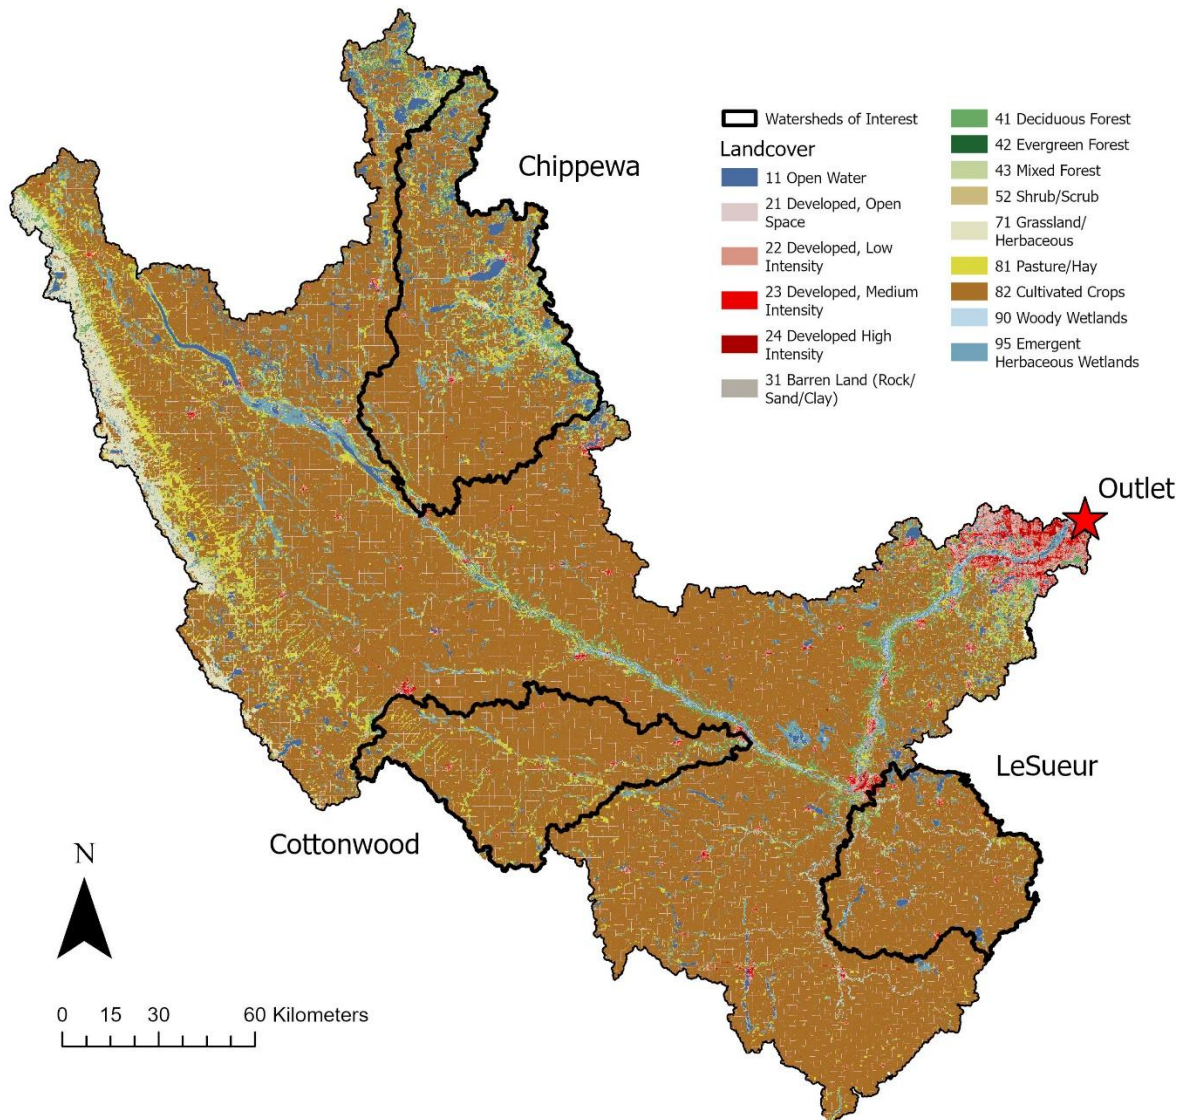 Chippewa
Watersheds of Interest
Landcover
11 Open Water
21 Developed, Open
Space
22 Developed, Low
Intensity
23 Developed, Medium
Intensity
24 Developed High
Intensity
31 Barren Land (Rock/
Sand/Clay)
41 Deciduous Forest
42 Evergreen Forest
43 Mixed Forest
52 Shrub/Scrub
71 Grassland/
Herbaceous
81 Pasture/Hay
82 Cultivated Crops
90 Woody Wetlands
95 Emergent
Herbaceous Wetlands
Outlet
LeSueur
Cottonwood
N
0 15 30 60 Kilometers